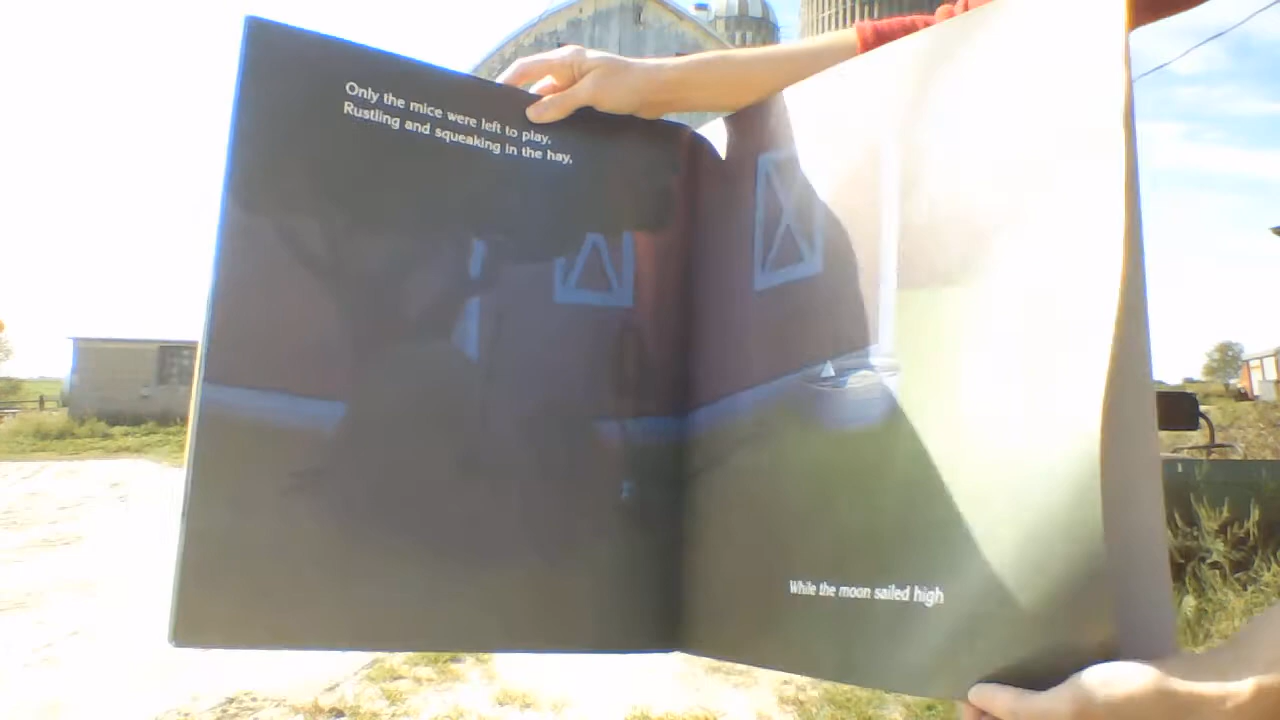 Only the mice were left to play,
Rustling and squeaking in the hay,
While the moon sailed high